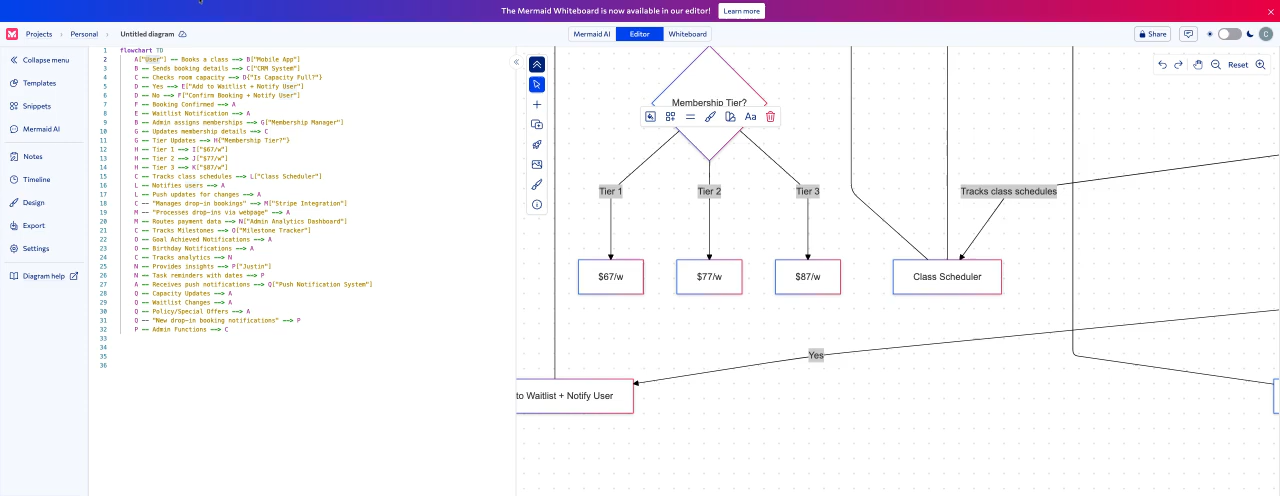 The Mermaid Whiteboard is now available in our editor! Learn more
Projects Personal Untitled diagram
Mermaid AI Editor Whiteboard
Share
C
Collapse menu
Templates
Snippets
Mermaid AI
Notes
Timeline
Design
Export
Settings
Diagram help
1 flowchart TD
2 A["User"] -- Books a class --> B["Mobile App"]
3 B -- Sends booking details --> C["CRM System"]
4 C -- Checks room capacity --> D{"Is Capacity Full?"}
5 D -- Yes --> E["Add to Waitlist + Notify User"]
6 D -- No --> F["Confirm Booking + Notify User"]
7 F -- Booking Confirmed --> A
8 E -- Waitlist Notification --> A
9 B -- Admin assigns memberships --> G["Membership Manager"]
10 G -- Updates membership details --> C
11 G -- Tier Updates --> H{"Membership Tier?"}
12 H -- Tier 1 --> I["$67/w"]
13 H -- Tier 2 --> J["$77/w"]
14 H -- Tier 3 --> K["$87/w"]
15 C -- Tracks class schedules --> L["Class Scheduler"]
16 L -- Notifies users --> A
17 L -- Push updates for changes --> A
18 C -- "Manages drop-in bookings" --> M["Stripe Integration"]
19 M -- "Processes drop-ins via webpage" --> A
20 M -- Routes payment data --> N["Admin Analytics Dashboard"]
21 C -- Tracks Milestones --> O["Milestone Tracker"]
22 O -- Goal Achieved Notifications --> A
23 O -- Birthday Notifications --> A
24 C -- Tracks analytics --> N
25 N -- Provides insights --> P["Justin"]
26 N -- Task reminders with dates --> P
27 A -- Receives push notifications --> Q["Push Notification System"]
28 Q -- Capacity Updates --> A
29 Q -- Waitlist Changes --> A
30 Q -- Policy/Special Offers --> A
31 Q -- "New drop-in booking notifications" --> P
32 P -- Admin Functions --> C
33
34
35
36
Reset
Membership Tier?
Aa
Tier 1 Tier 2 Tier 3 Tracks class schedules
$67/w $77/w $87/w Class Scheduler
Yes
to Waitlist + Notify User